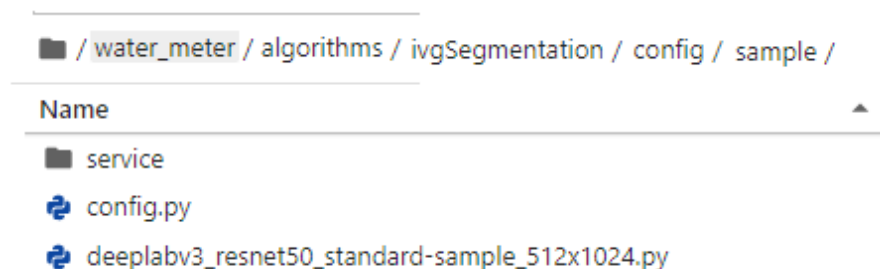 / water_meter / algorithms / ivgSegmentation / config / sample /
Name
service
config.py
deeplabv3_resnet50_standard-sample_512x1024.py